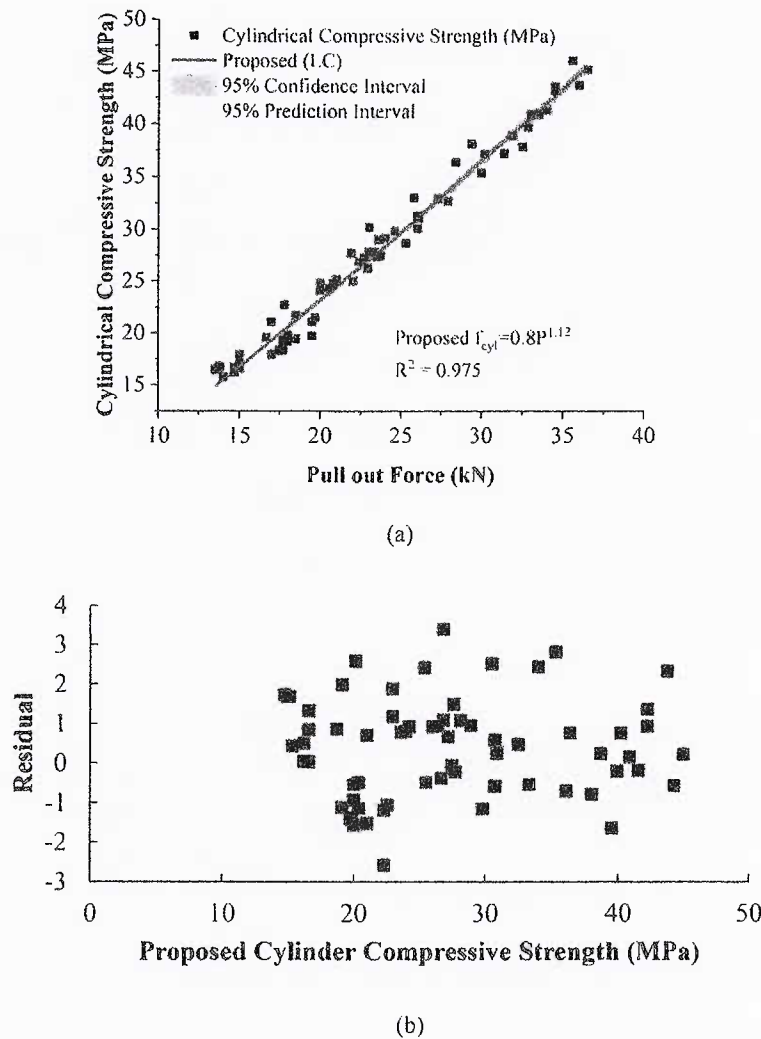 Cylindrical Compressive Strength (MPa)
50
45
40
35
30
25
20
15
Cylindrical Compressive Strength (MPa)
Proposed (L.C)
95% Confidence Interval
95% Prediction Interval
Proposed f_cyl=0.8P^1.12
R² = 0.975
10 15 20 25 30 35 40
Pull out Force (kN)
(a)
Residual
4
3
2
1
0
-1
-2
-3
0 10 20 30 40 50
Proposed Cylinder Compressive Strength (MPa)
(b)